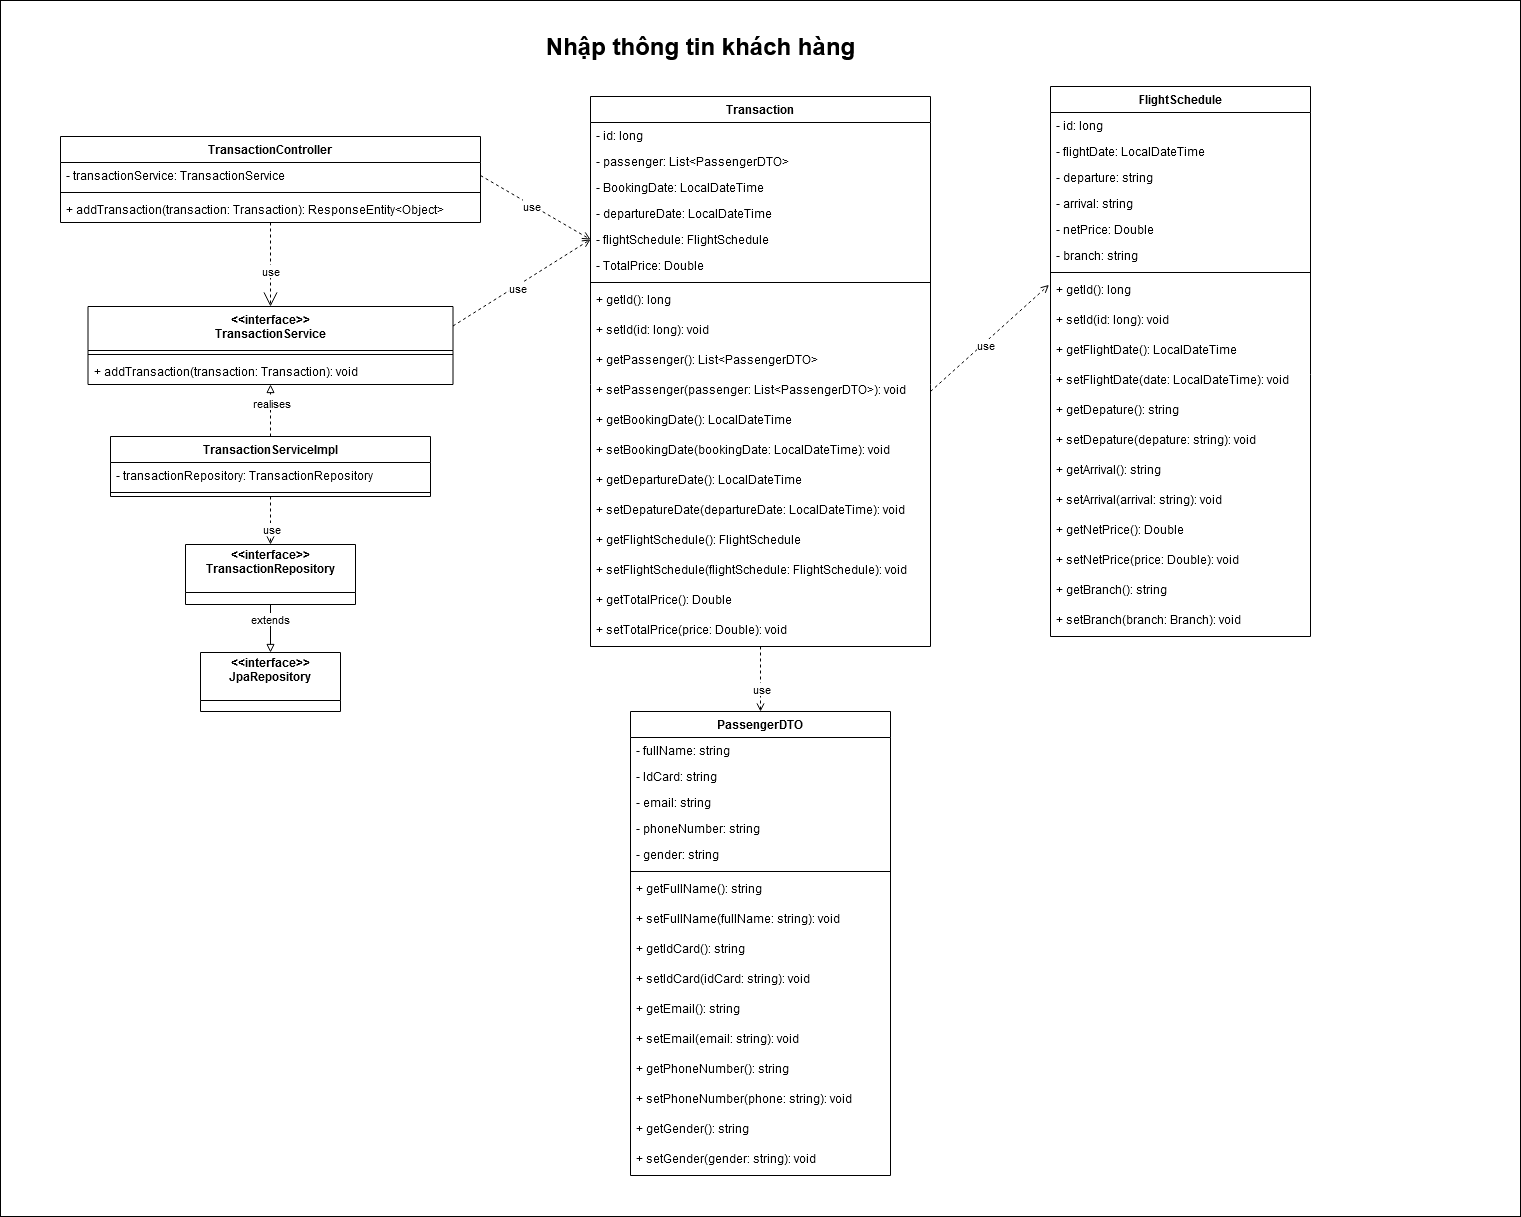 Nhập thông tin khách hàng
TransactionController
- transactionService: TransactionService
+ addTransaction(transaction: Transaction): ResponseEntity<Object>
use
use
<<interface>>
TransactionService
+ addTransaction(transaction: Transaction): void
use
realises
TransactionServiceImpl
- transactionRepository: TransactionRepository
use
<<interface>>
TransactionRepository
extends
<<interface>>
JpaRepository
Transaction
- id: long
- passenger: List<PassengerDTO>
- BookingDate: LocalDateTime
- departureDate: LocalDateTime
- flightSchedule: FlightSchedule
- TotalPrice: Double
+ getId(): long
+ setId(id: long): void
+ getPassenger(): List<PassengerDTO>
+ setPassenger(passenger: List<PassengerDTO>): void
+ getBookingDate(): LocalDateTime
+ setBookingDate(bookingDate: LocalDateTime): void
+ getDepartureDate(): LocalDateTime
+ setDepatureDate(departureDate: LocalDateTime): void
+ getFlightSchedule(): FlightSchedule
+ setFlightSchedule(flightSchedule: FlightSchedule): void
+ getTotalPrice(): Double
+ setTotalPrice(price: Double): void
use
use
FlightSchedule
- id: long
- flightDate: LocalDateTime
- departure: string
- arrival: string
- netPrice: Double
- branch: string
+ getId(): long
+ setId(id: long): void
+ getFlightDate(): LocalDateTime
+ setFlightDate(date: LocalDateTime): void
+ getDepature(): string
+ setDepature(depature: string): void
+ getArrival(): string
+ setArrival(arrival: string): void
+ getNetPrice(): Double
+ setNetPrice(price: Double): void
+ getBranch(): string
+ setBranch(branch: Branch): void
PassengerDTO
- fullName: string
- IdCard: string
- email: string
- phoneNumber: string
- gender: string
+ getFullName(): string
+ setFullName(fullName: string): void
+ getIdCard(): string
+ setIdCard(idCard: string): void
+ getEmail(): string
+ setEmail(email: string): void
+ getPhoneNumber(): string
+ setPhoneNumber(phone: string): void
+ getGender(): string
+ setGender(gender: string): void